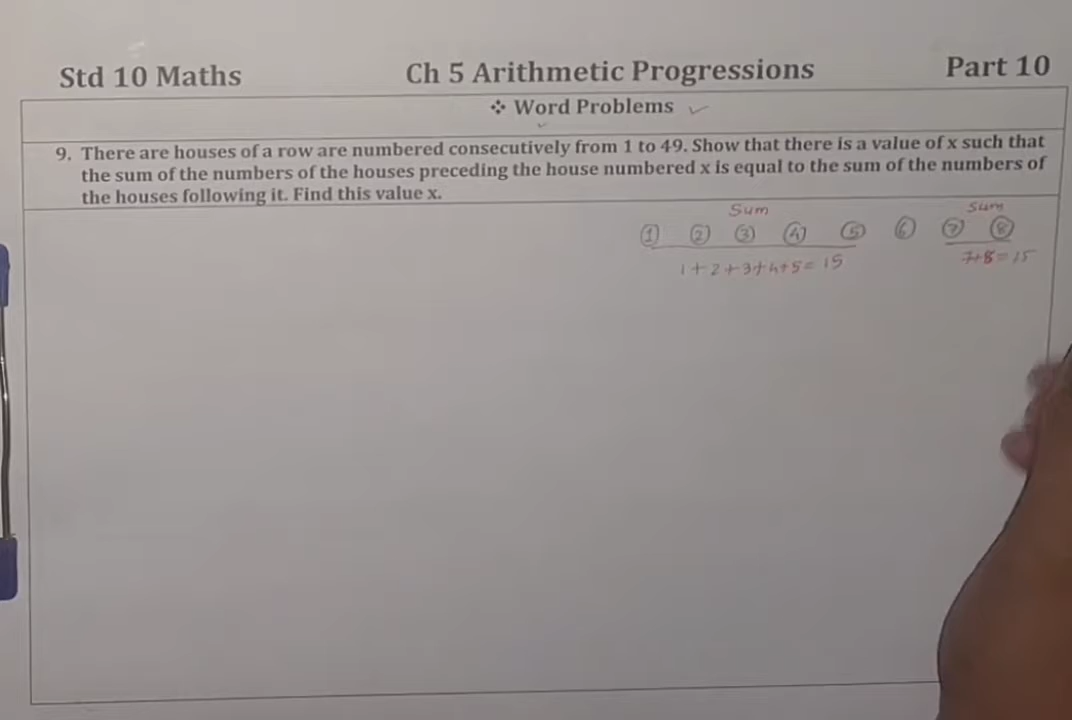 Std 10 Maths Ch 5 Arithmetic Progressions Part 10
❖ Word Problems ✓
9. There are houses of a row are numbered consecutively from 1 to 49. Show that there is a value of x such that
the sum of the numbers of the houses preceding the house numbered x is equal to the sum of the numbers of
the houses following it. Find this value x.
Sum Sum
① ② ③ ④ ⑤ ⑥ ⑦ ⑧
1+2+3+4+5=15 7+8=15